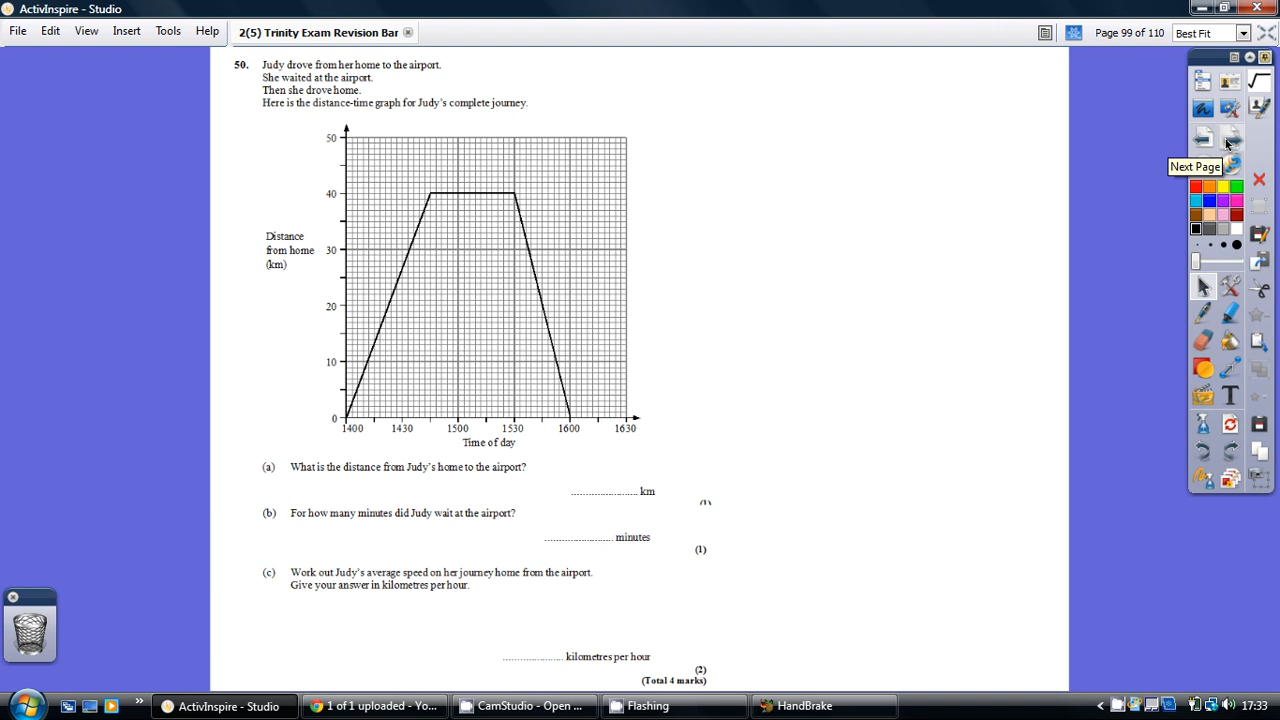 ActivInspire - Studio
File Edit View Insert Tools Help
2(5) Trinity Exam Revision Bar
Page 99 of 110
Best Fit
Next Page
50. Judy drove from her home to the airport.
She waited at the airport.
Then she drove home.
Here is the distance-time graph for Judy's complete journey.
50
40
Distance
from home
(km)
30
20
10
0
1400 1430 1500 1530 1600 1630
Time of day
(a) What is the distance from Judy's home to the airport?
........................ km
(1)
(b) For how many minutes did Judy wait at the airport?
........................ minutes
(1)
(c) Work out Judy's average speed on her journey home from the airport.
Give your answer in kilometres per hour.
..................... kilometres per hour
(2)
(Total 4 marks)
ActivInspire - Studio
1 of 1 uploaded - Yo...
CamStudio - Open ...
Flashing
HandBrake
17:33